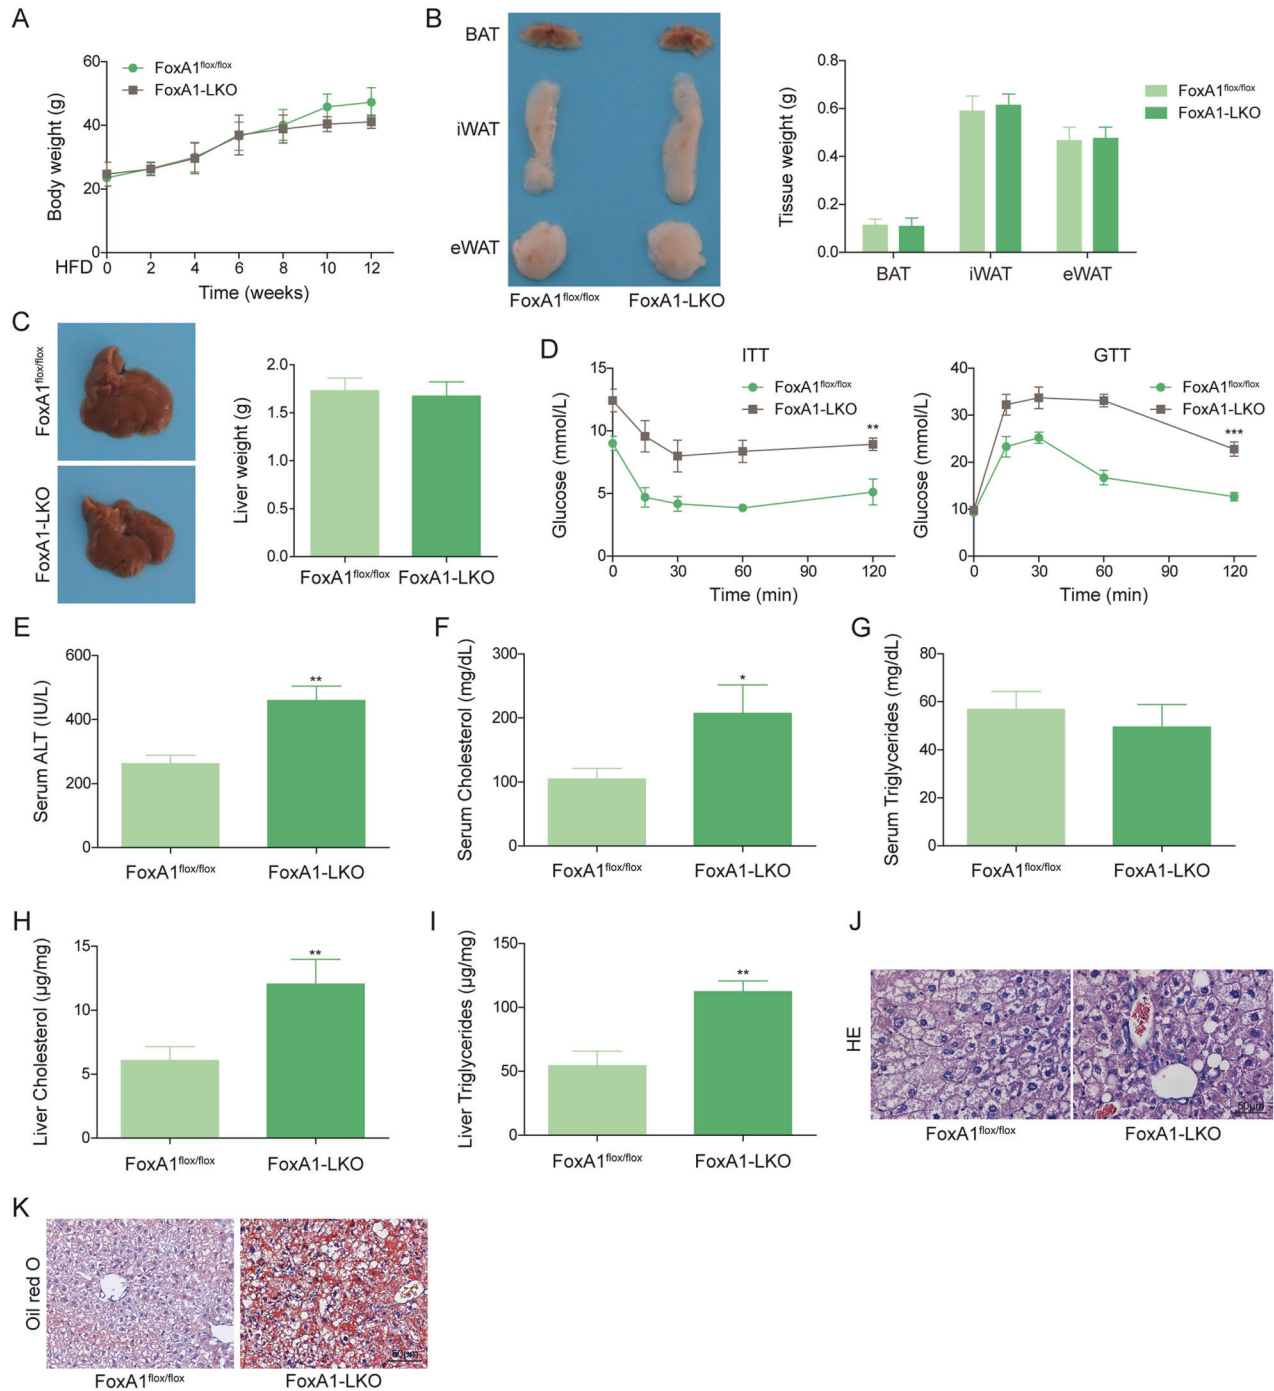 A
Body weight (g)
60
40
20
0
FoxA1flox/flox
FoxA1-LKO
HFD
0 2 4 6 8 10 12
Time (weeks)
B
BAT
iWAT
eWAT
FoxA1flox/flox FoxA1-LKO
Tissue weight (g)
0.8
0.6
0.4
0.2
0.0
BAT iWAT eWAT
FoxA1flox/flox
FoxA1-LKO
C
FoxA1flox/flox
FoxA1-LKO
Liver weight (g)
2.0
1.5
1.0
0.5
0.0
FoxA1flox/flox FoxA1-LKO
D
ITT
Glucose (mmol/L)
15
10
5
0
FoxA1flox/flox
FoxA1-LKO
**
0 30 60 90 120
Time (min)
GTT
Glucose (mmol/L)
40
30
20
10
0
FoxA1flox/flox
FoxA1-LKO
***
0 30 60 90 120
Time (min)
E
Serum ALT (IU/L)
600
400
200
0
**
FoxA1flox/flox FoxA1-LKO
F
Serum Cholesterol (mg/dL)
300
200
100
0
*
FoxA1flox/flox FoxA1-LKO
G
Serum Triglycerides (mg/dL)
80
60
40
20
0
FoxA1flox/flox FoxA1-LKO
H
Liver Cholesterol (µg/mg)
15
10
5
0
**
FoxA1flox/flox FoxA1-LKO
I
Liver Triglycerides (µg/mg)
150
100
50
0
**
FoxA1flox/flox FoxA1-LKO
J
HE
50µm
FoxA1flox/flox FoxA1-LKO
K
Oil red O
50µm
FoxA1flox/flox FoxA1-LKO